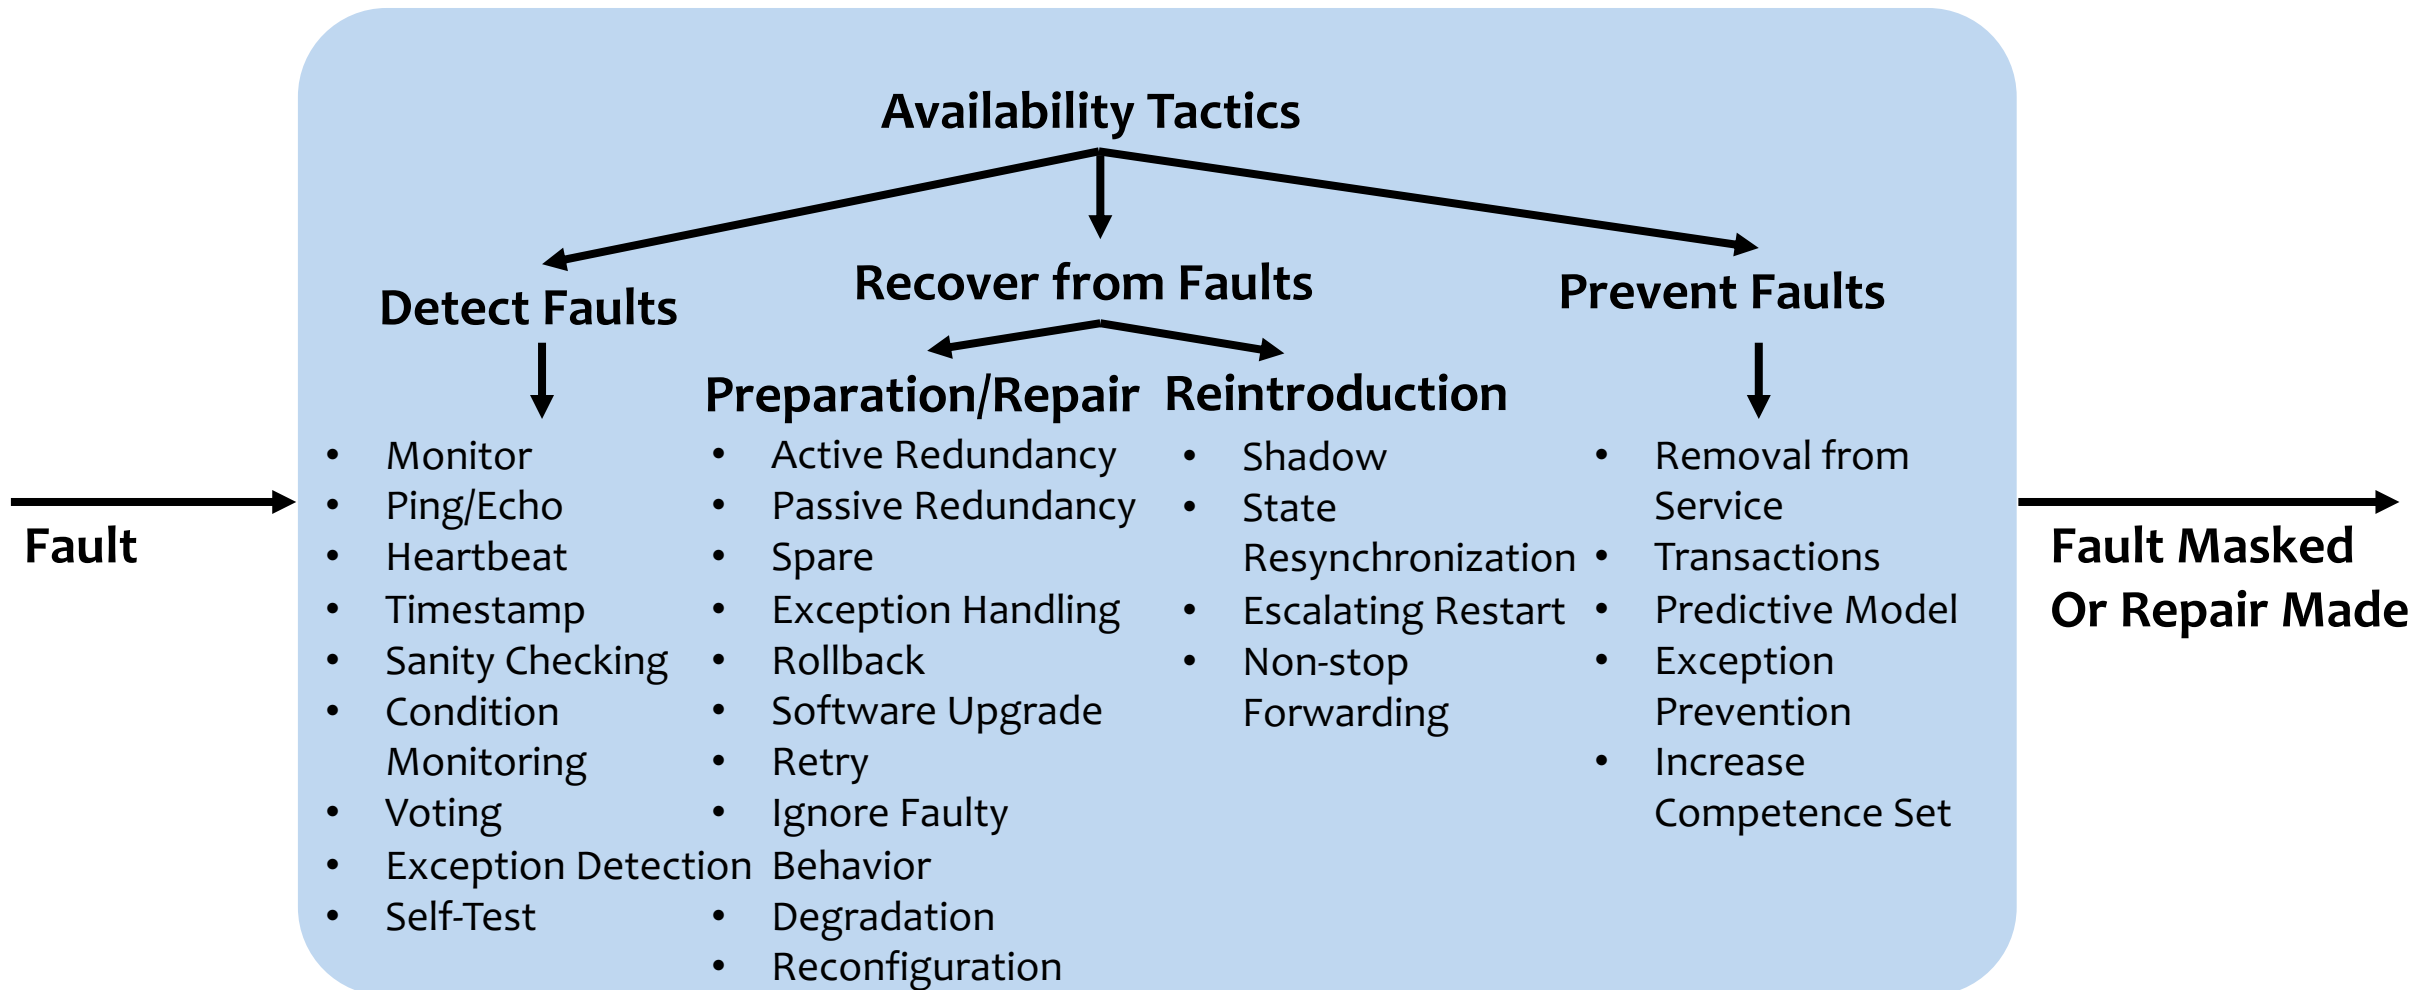 Availability Tactics
Detect Faults
Recover from Faults
Prevent Faults
Preparation/Repair
Reintroduction
Fault
• Monitor
• Ping/Echo
• Heartbeat
• Timestamp
• Sanity Checking
• Condition
Monitoring
• Voting
• Exception Detection
• Self-Test
• Active Redundancy
• Passive Redundancy
• Spare
• Exception Handling
• Rollback
• Software Upgrade
• Retry
• Ignore Faulty
Behavior
• Degradation
• Reconfiguration
• Shadow
• State
Resynchronization
• Escalating Restart
• Non-stop
Forwarding
• Removal from
Service
• Transactions
• Predictive Model
• Exception
Prevention
• Increase
Competence Set
Fault Masked
Or Repair Made